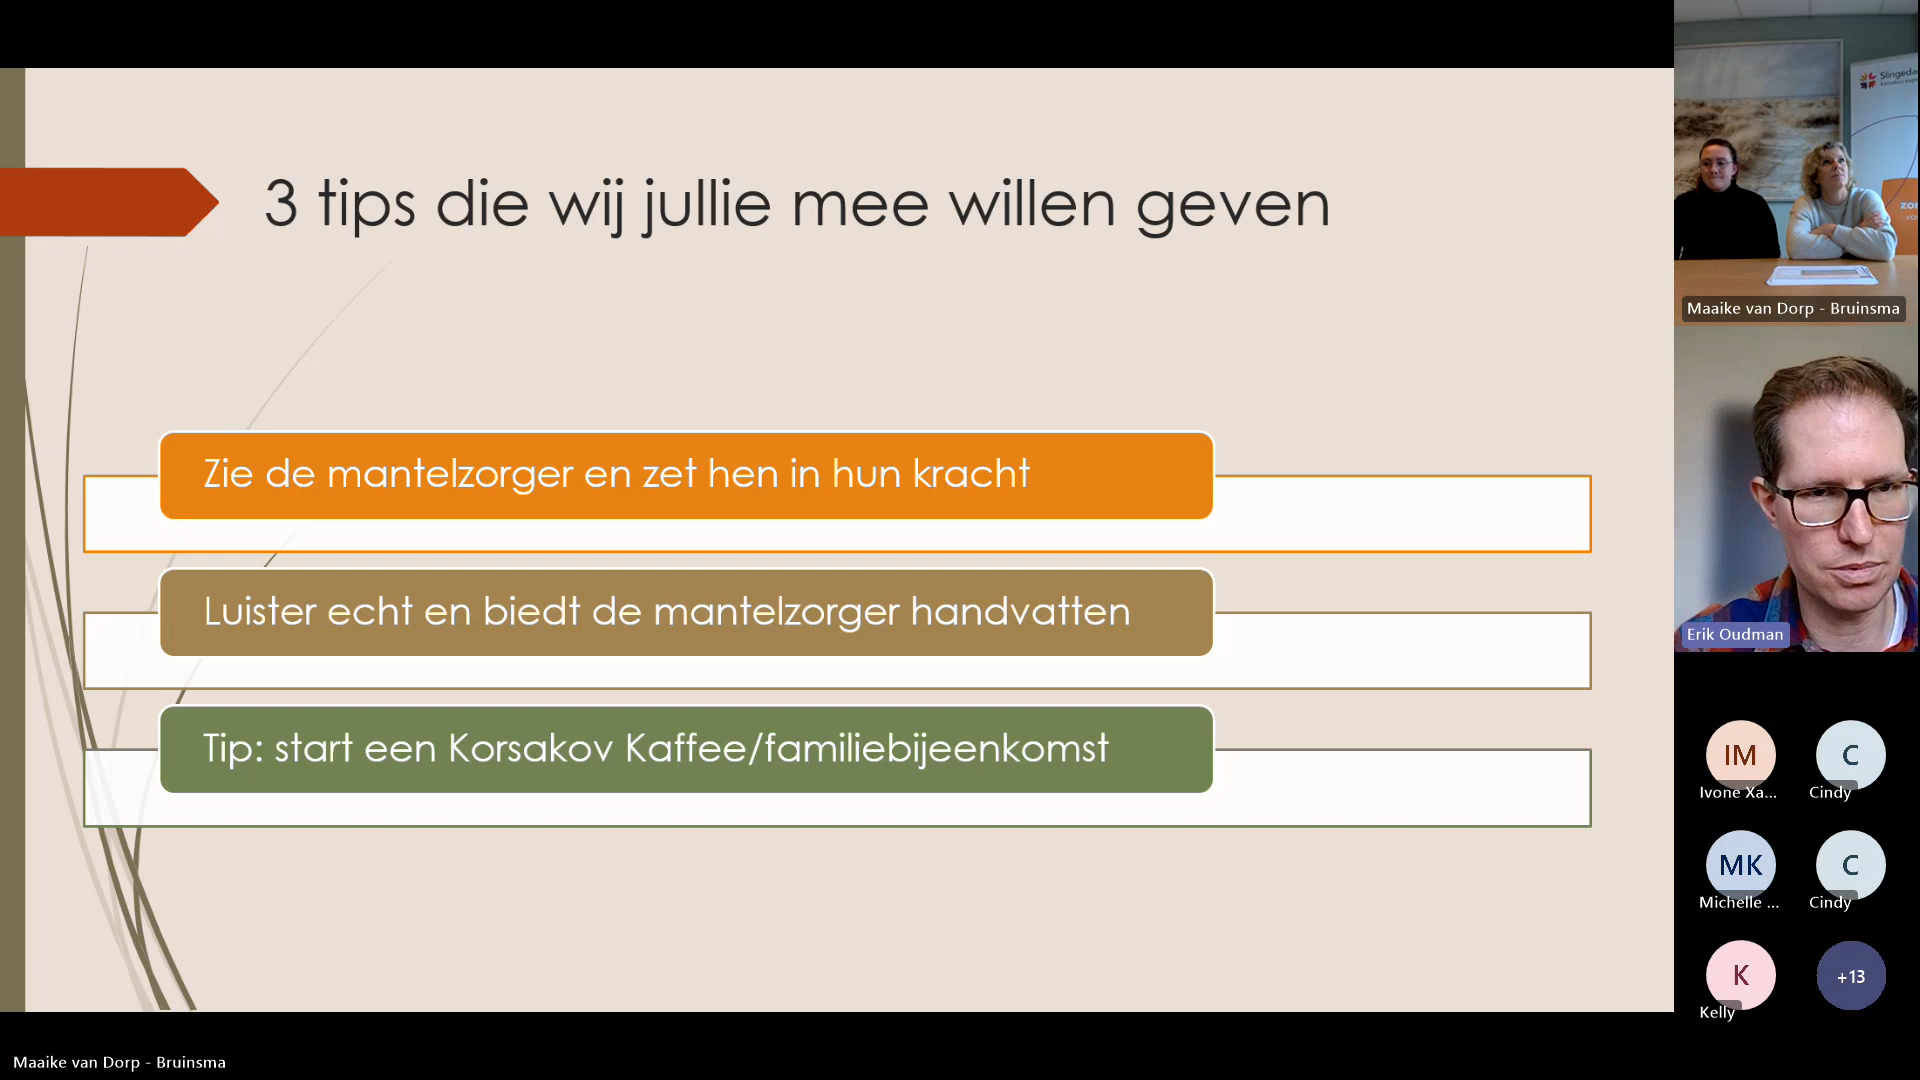 3 tips die wij jullie mee willen geven
Zie de mantelzorger en zet hen in hun kracht
Luister echt en biedt de mantelzorger handvatten
Tip: start een Korsakov Kaffee/familiebijeenkomst
Maaike van Dorp - Bruinsma
Slingeda
Maaike van Dorp - Bruinsma
Erik Oudman
IM
Ivone Xa...
C
Cindy
MK
Michelle ...
C
Cindy
K
Kelly
+13